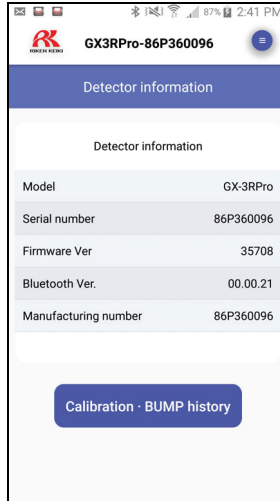 87% 2:41 PM
RIKEN KEIKI
GX3RPro-86P360096
Detector information
Detector information
Model GX-3RPro
Serial number 86P360096
Firmware Ver 35708
Bluetooth Ver. 00.00.21
Manufacturing number 86P360096
Calibration · BUMP history